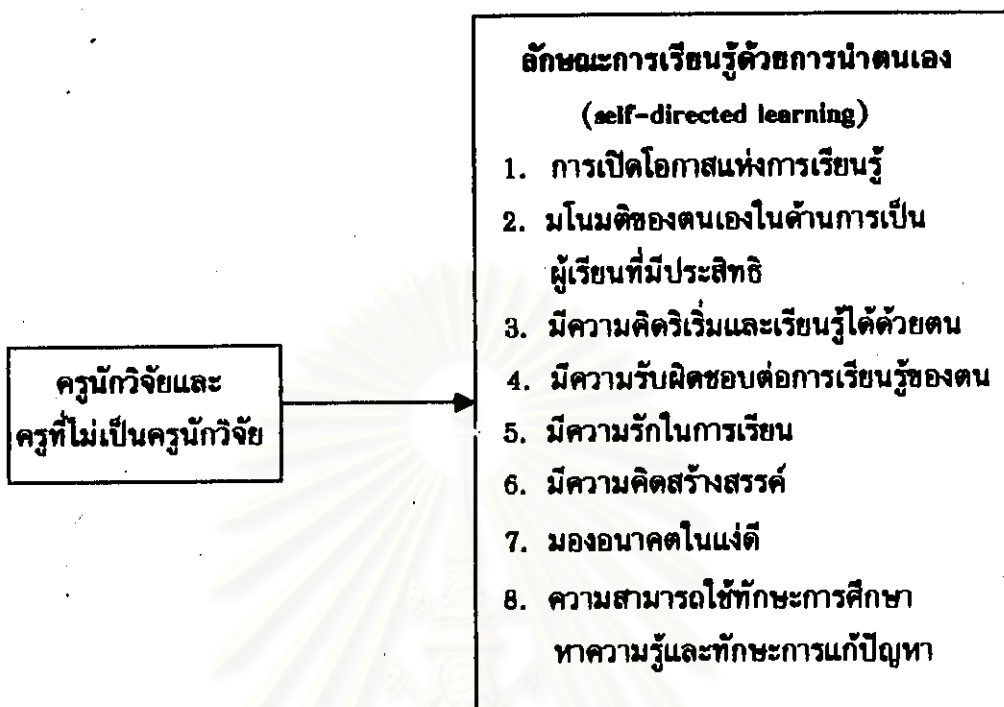 ครูนักวิจัยและ
ครูที่ไม่เป็นครูนักวิจัย
ลักษณะการเรียนรู้ด้วยการนำตนเอง
(self-directed learning)
1. การเปิดโอกาสแห่งการเรียนรู้
2. มโนมติของตนเองในด้านการเป็น
ผู้เรียนที่มีประสิทธิ
3. มีความคิดริเริ่มและเรียนรู้ได้ด้วยตน
4. มีความรับผิดชอบต่อการเรียนรู้ของตน
5. มีความรักในการเรียน
6. มีความคิดสร้างสรรค์
7. มองอนาคตในแง่ดี
8. ความสามารถใช้ทักษะการศึกษา
หาความรู้และทักษะการแก้ปัญหา